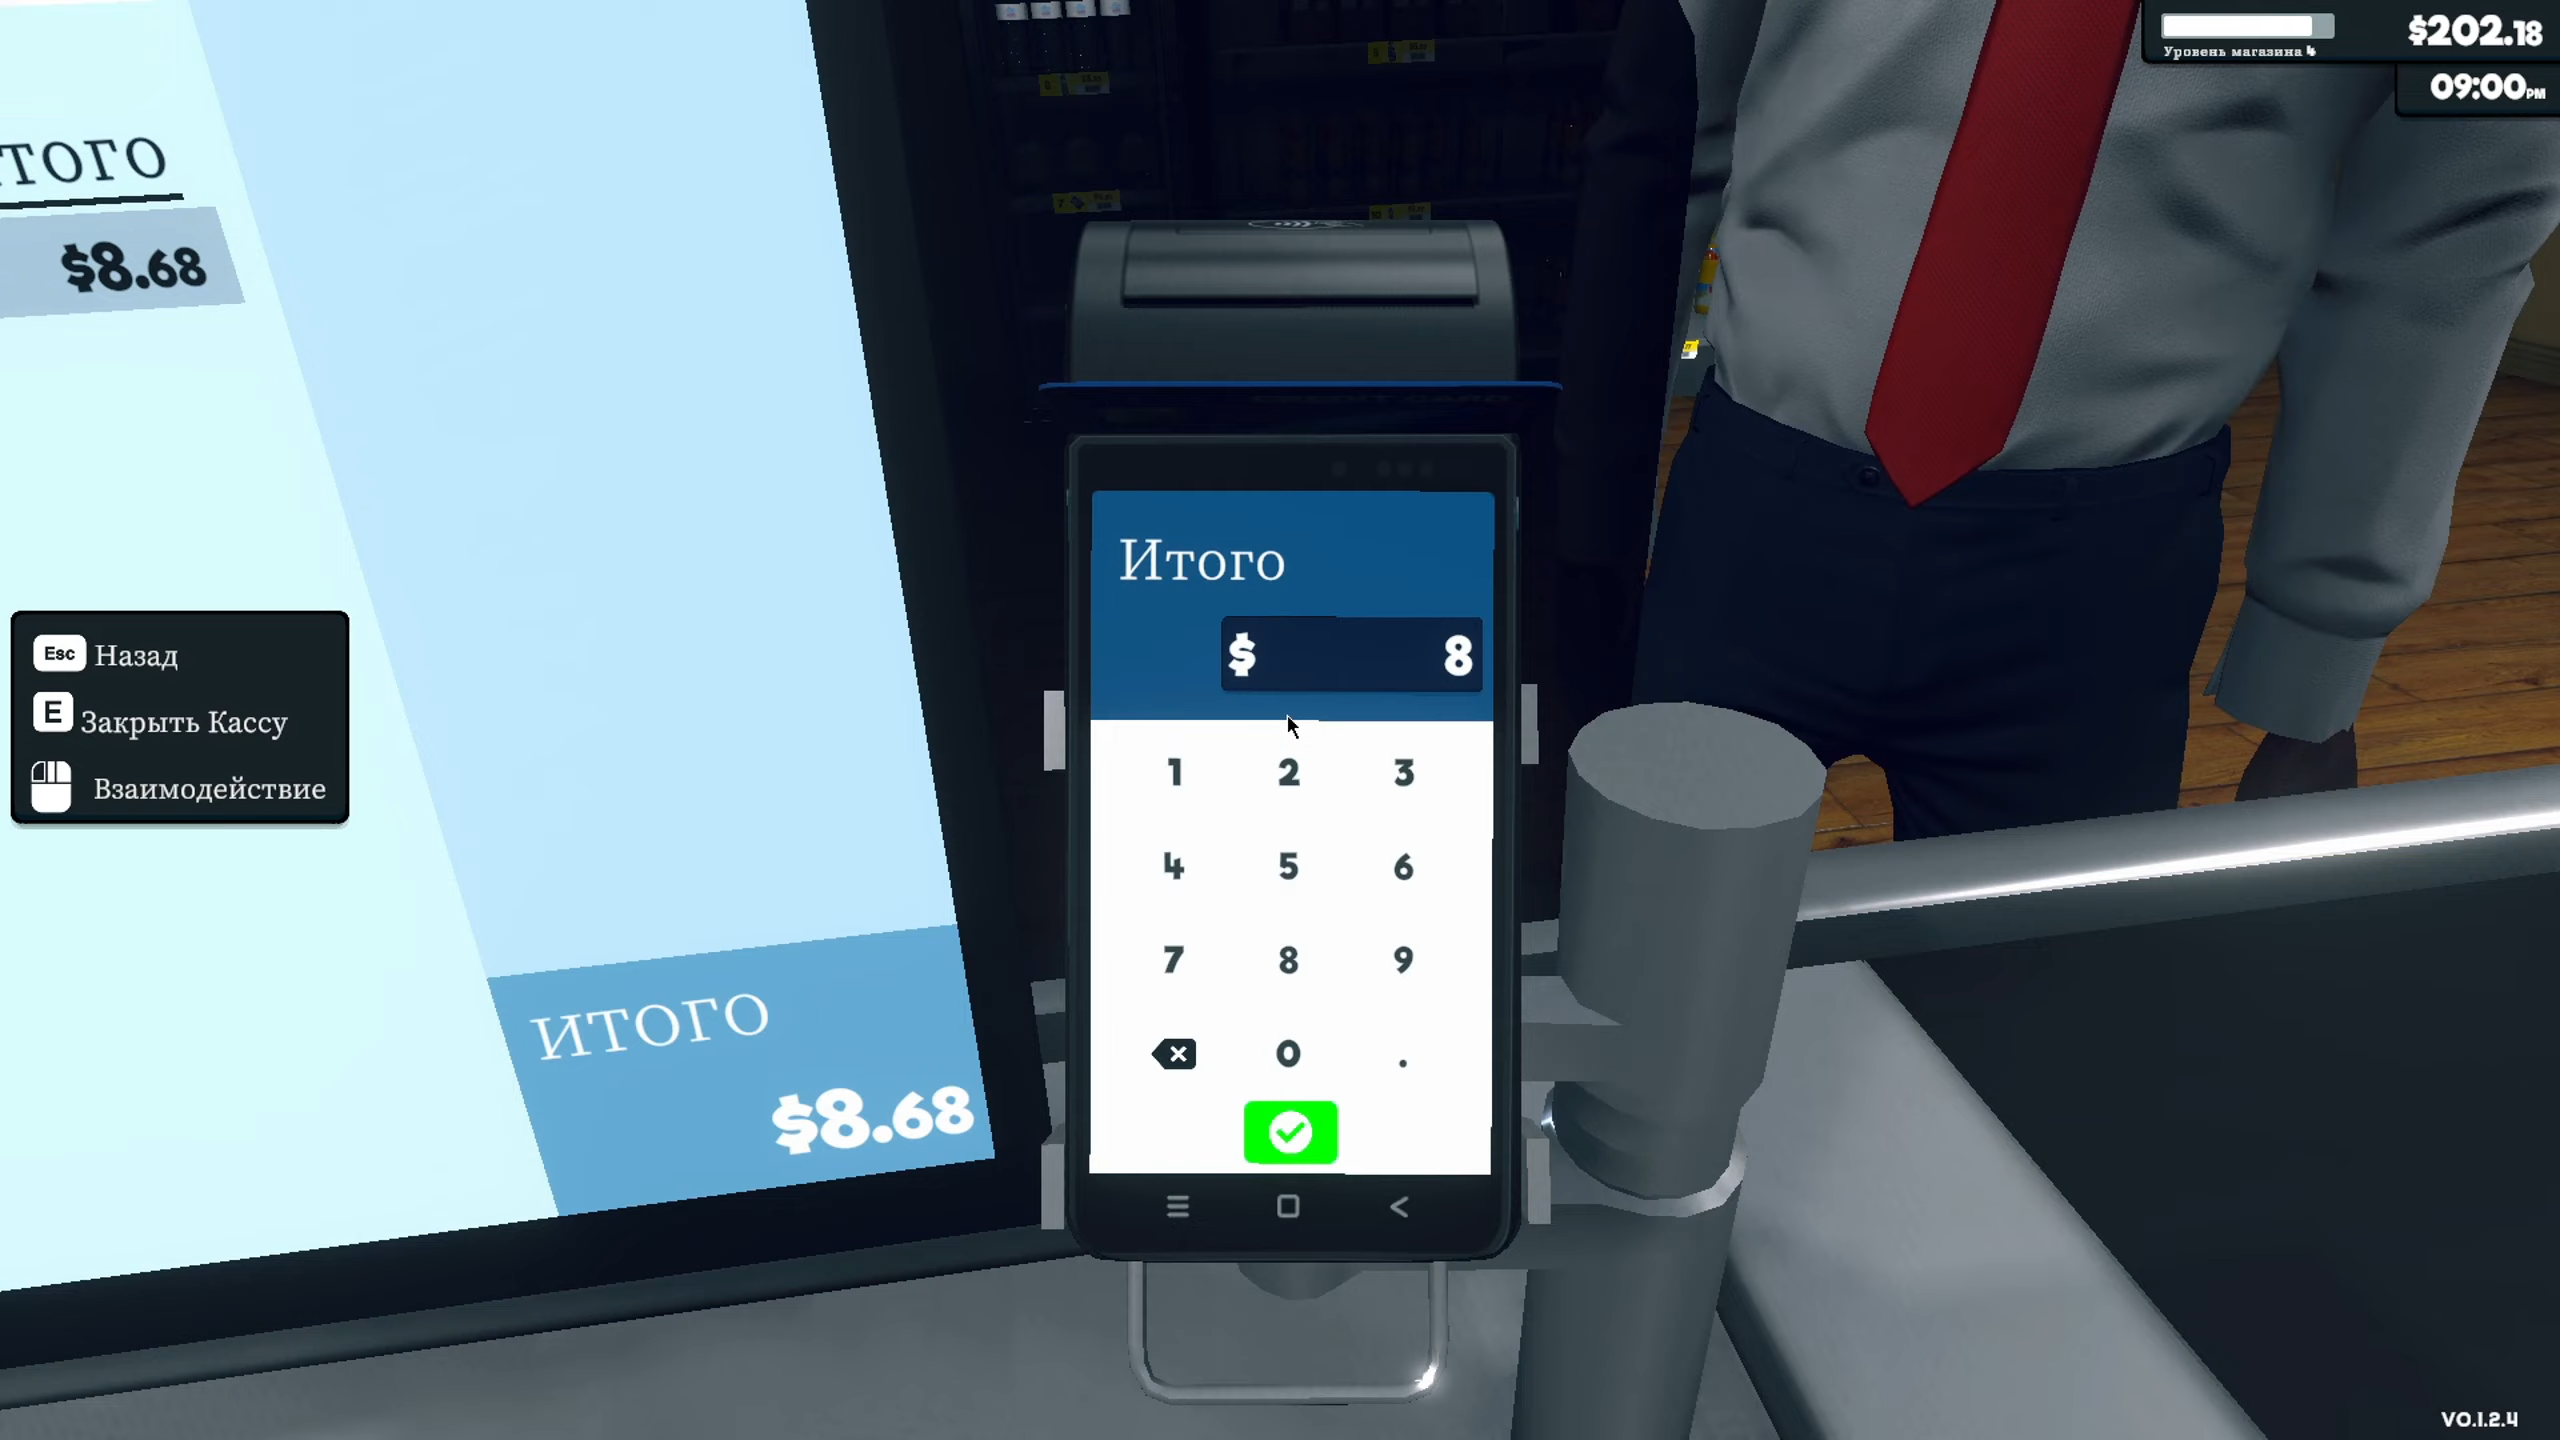 ИТОГО
$8.68
ИТОГО
$8.68
Esc Назад
E Закрыть Кассу
Взаимодействие
Итого
$ 8
1 2 3
4 5 6
7 8 9
0 .
Уровень магазина 4
$202.18
09:00PM
V0.1.2.4